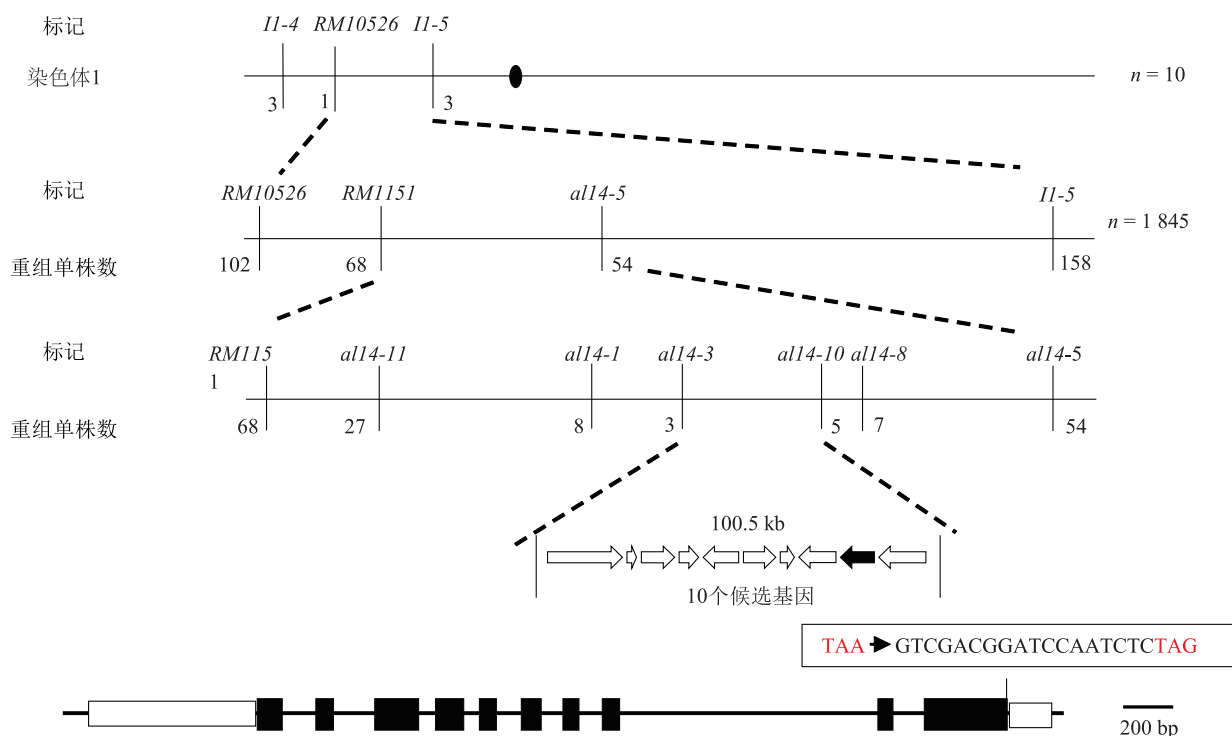 标记 I1-4 RM10526 I1-5
染色体1 n = 10
3 1 3
标记 RM10526 RM1151 al14-5 I1-5
n = 1 845
重组单株数 102 68 54 158
标记 RM115 al14-11 al14-1 al14-3 al14-10 al14-8 al14-5
1
重组单株数 68 27 8 3 5 7 54
100.5 kb
10个候选基因
TAA GTCGACGGATCCAATCTCTAG
200 bp